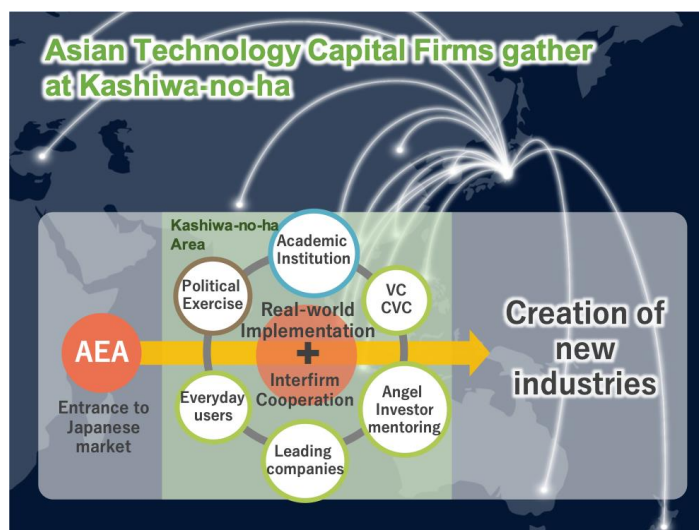 Asian Technology Capital Firms gather
at Kashiwa-no-ha
Kashiwa-no-ha
Area
Academic
Institution
Political
Exercise
VC
CVC
Real-world
Implementation
+
Interfirm
Cooperation
AEA
Entrance to
Japanese
market
Everyday
users
Leading
companies
Angel
Investor
mentoring
Creation of
new
industries